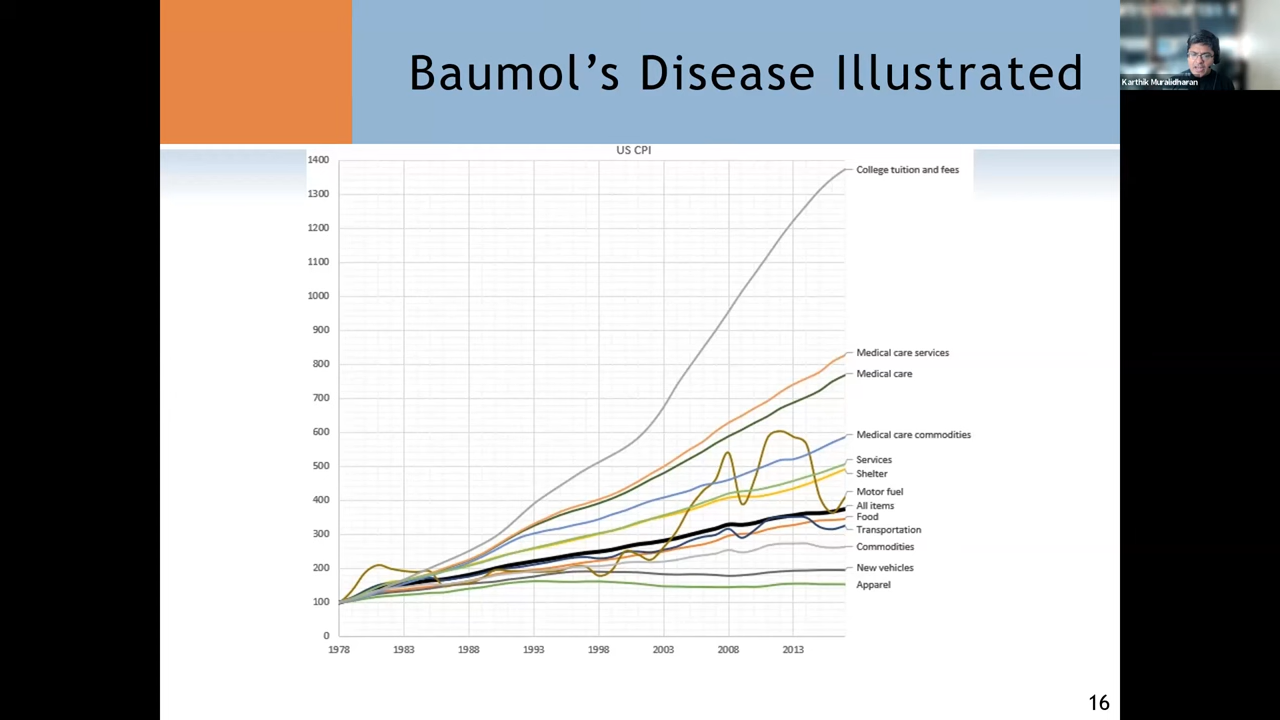 Baumol's Disease Illustrated
Karthik Muralidharan
US CPI
1400
1300
1200
1100
1000
900
800
700
600
500
400
300
200
100
0
1978 1983 1988 1993 1998 2003 2008 2013
College tuition and fees
Medical care services
Medical care
Medical care commodities
Services
Shelter
Motor fuel
All items
Food
Transportation
Commodities
New vehicles
Apparel
16